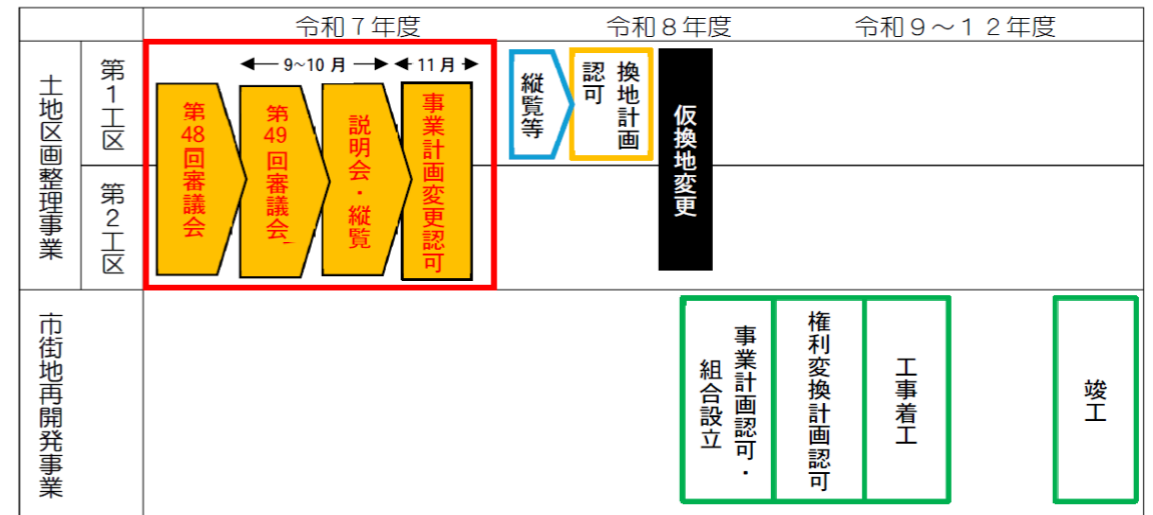 令和７年度
令和８年度
令和９～１２年度
土地区画整理事業
第１工区
第２工区
9~10 月
11 月
第48回審議会
第49回審議会
説明会・縦覧
事業計画変更認可
縦覧等
換地計画
認可
仮換地変更
市街地再開発事業
事業計画認可・
組合設立
権利変換計画認可
工事着工
竣工